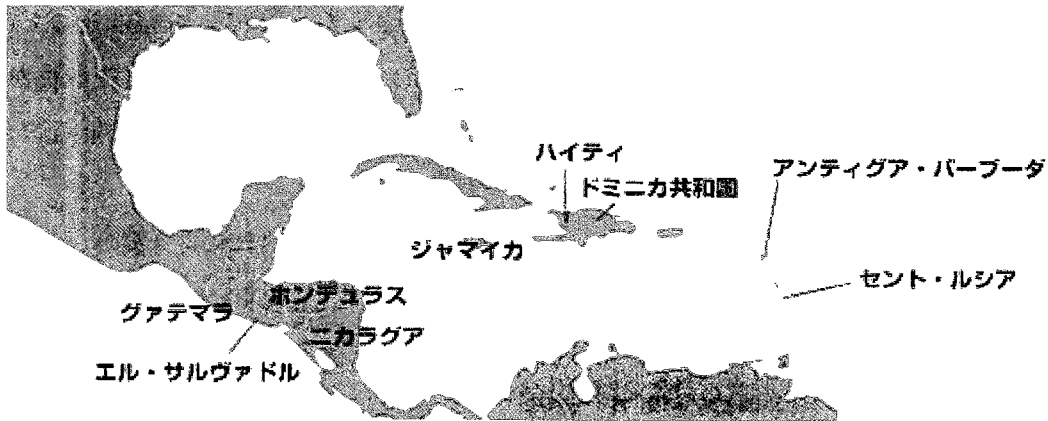 ハイティ
ドミニカ共和国
アンティグア・バーブーダ
ジャマイカ
セント・ルシア
ホンデュラス
グァテマラ
ニカラグア
エル・サルヴァドル